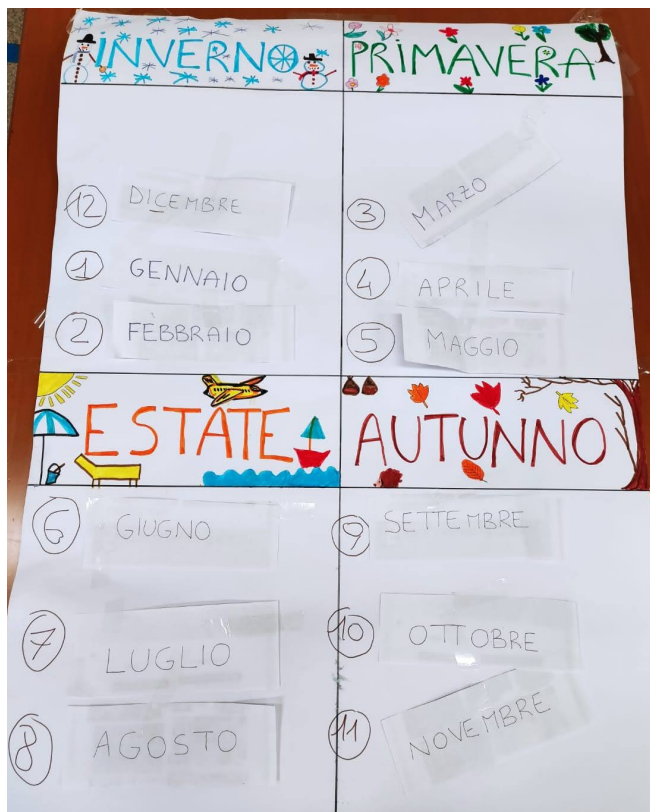 INVERNO
12 DICEMBRE
1 GENNAIO
2 FEBBRAIO
PRIMAVERA
3 MARZO
4 APRILE
5 MAGGIO
ESTATE
6 GIUGNO
7 LUGLIO
8 AGOSTO
AUTUNNO
9 SETTEMBRE
10 OTTOBRE
11 NOVEMBRE